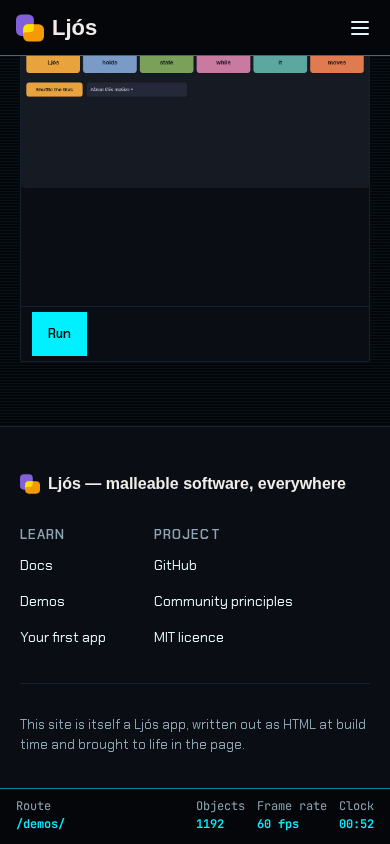 Ljós
Ljós holds state while it moves
Shuffle the tiles About this motion
Run
Ljós — malleable software, everywhere
LEARN PROJECT
Docs GitHub
Demos Community principles
Your first app MIT licence
This site is itself a Ljós app, written out as HTML at build
time and brought to life in the page.
Route Objects Frame rate Clock
/demos/ 1192 60 fps 00:52